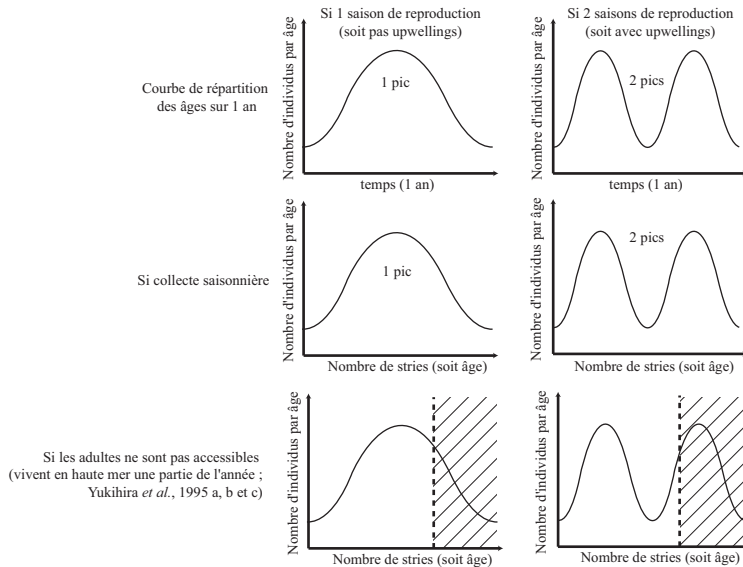 Si 1 saison de reproduction
(soit pas upwellings)
Si 2 saisons de reproduction
(soit avec upwellings)
Courbe de répartition
des âges sur 1 an
Nombre d'individus par âge
1 pic
temps (1 an)
Nombre d'individus par âge
2 pics
temps (1 an)
Si collecte saisonnière
Nombre d'individus par âge
1 pic
Nombre de stries (soit âge)
Nombre d'individus par âge
2 pics
Nombre de stries (soit âge)
Si les adultes ne sont pas accessibles
(vivent en haute mer une partie de l'année ;
Yukihira et al., 1995 a, b et c)
Nombre d'individus par âge
Nombre de stries (soit âge)
Nombre d'individus par âge
Nombre de stries (soit âge)